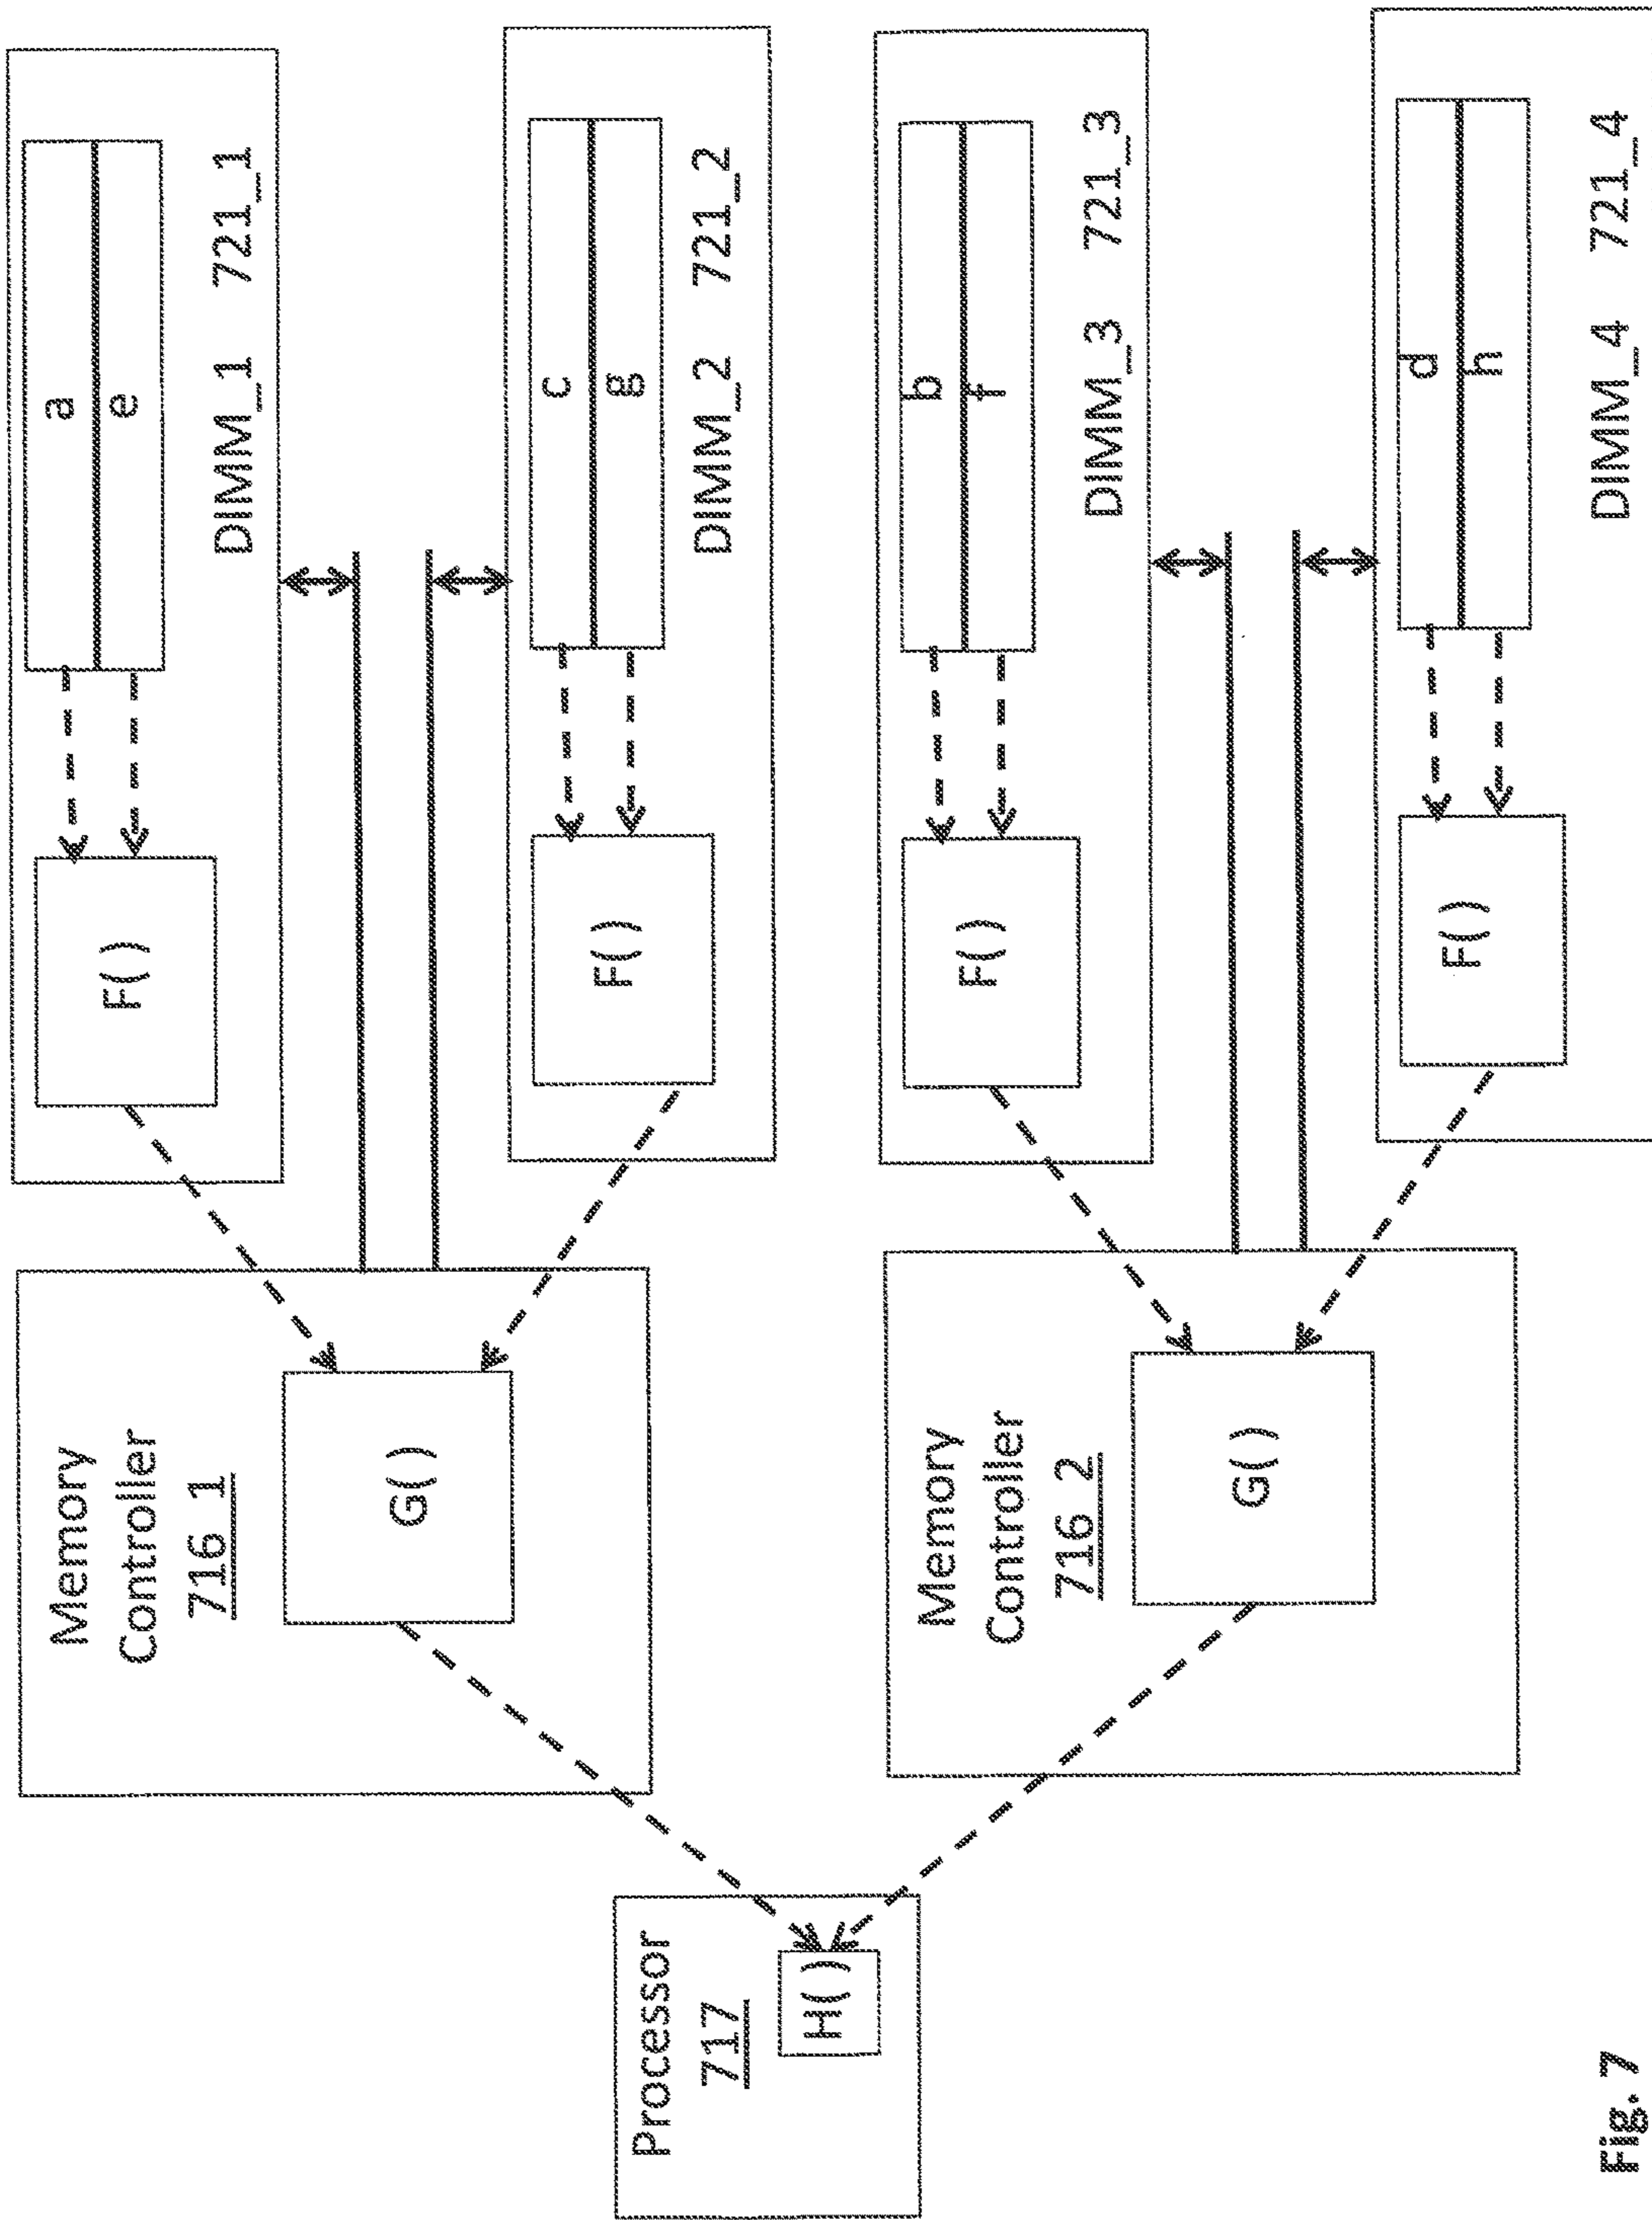 a
e
F()
DIMM_1 721_1
c
g
F()
DIMM_2 721_2
b
f
F()
DIMM_3 721_3
d
h
F()
DIMM_4 721_4
Memory
Controller
716_1
G()
Memory
Controller
716_2
G()
Processor
717
H()
Fig. 7